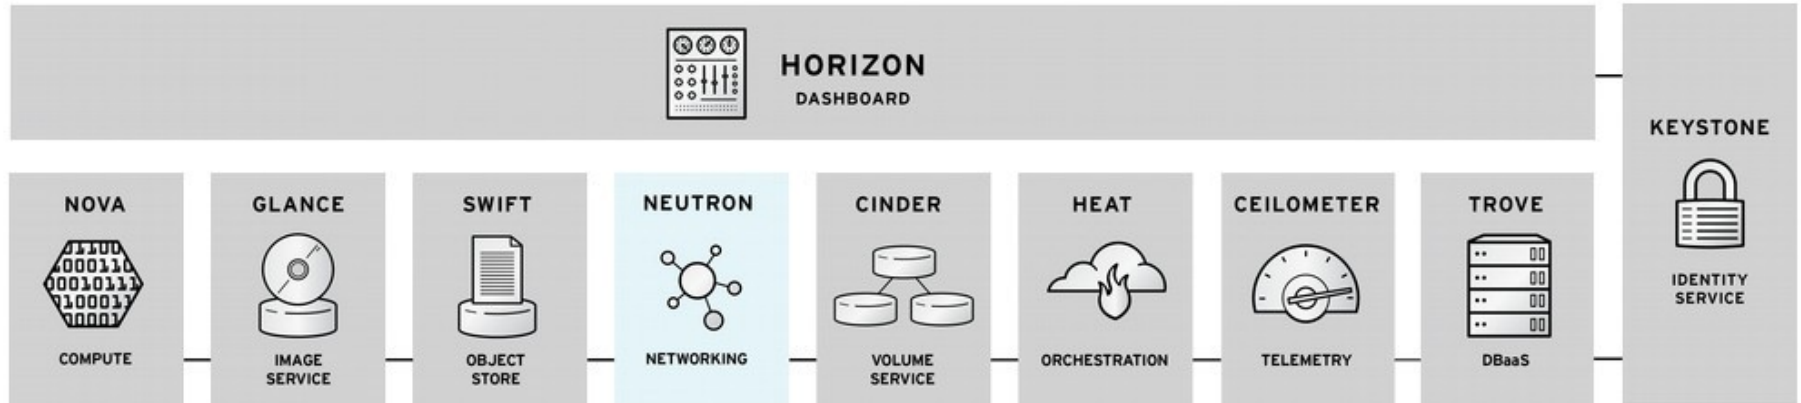 HORIZON
DASHBOARD
KEYSTONE
IDENTITY
SERVICE
NOVA
COMPUTE
GLANCE
IMAGE
SERVICE
SWIFT
OBJECT
STORE
NEUTRON
NETWORKING
CINDER
VOLUME
SERVICE
HEAT
ORCHESTRATION
CEILOMETER
TELEMETRY
TROVE
DBaaS